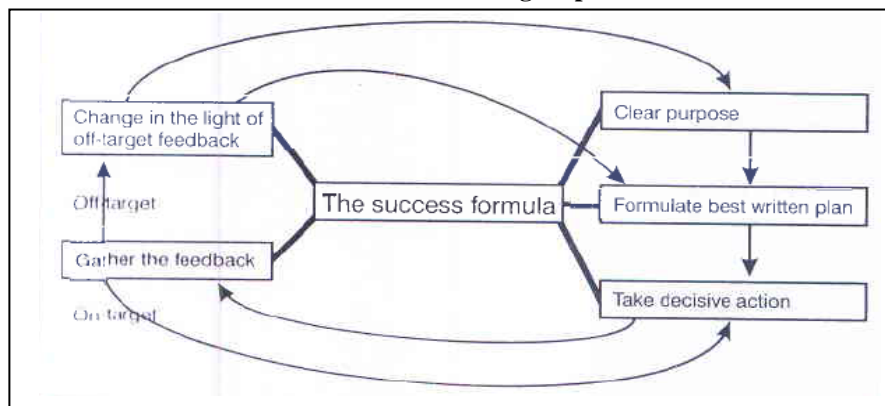 Change in the light of
off-target feedback
Clear purpose
Off-target
The success formula
Formulate best written plan
Gather the feedback
Take decisive action
On-target